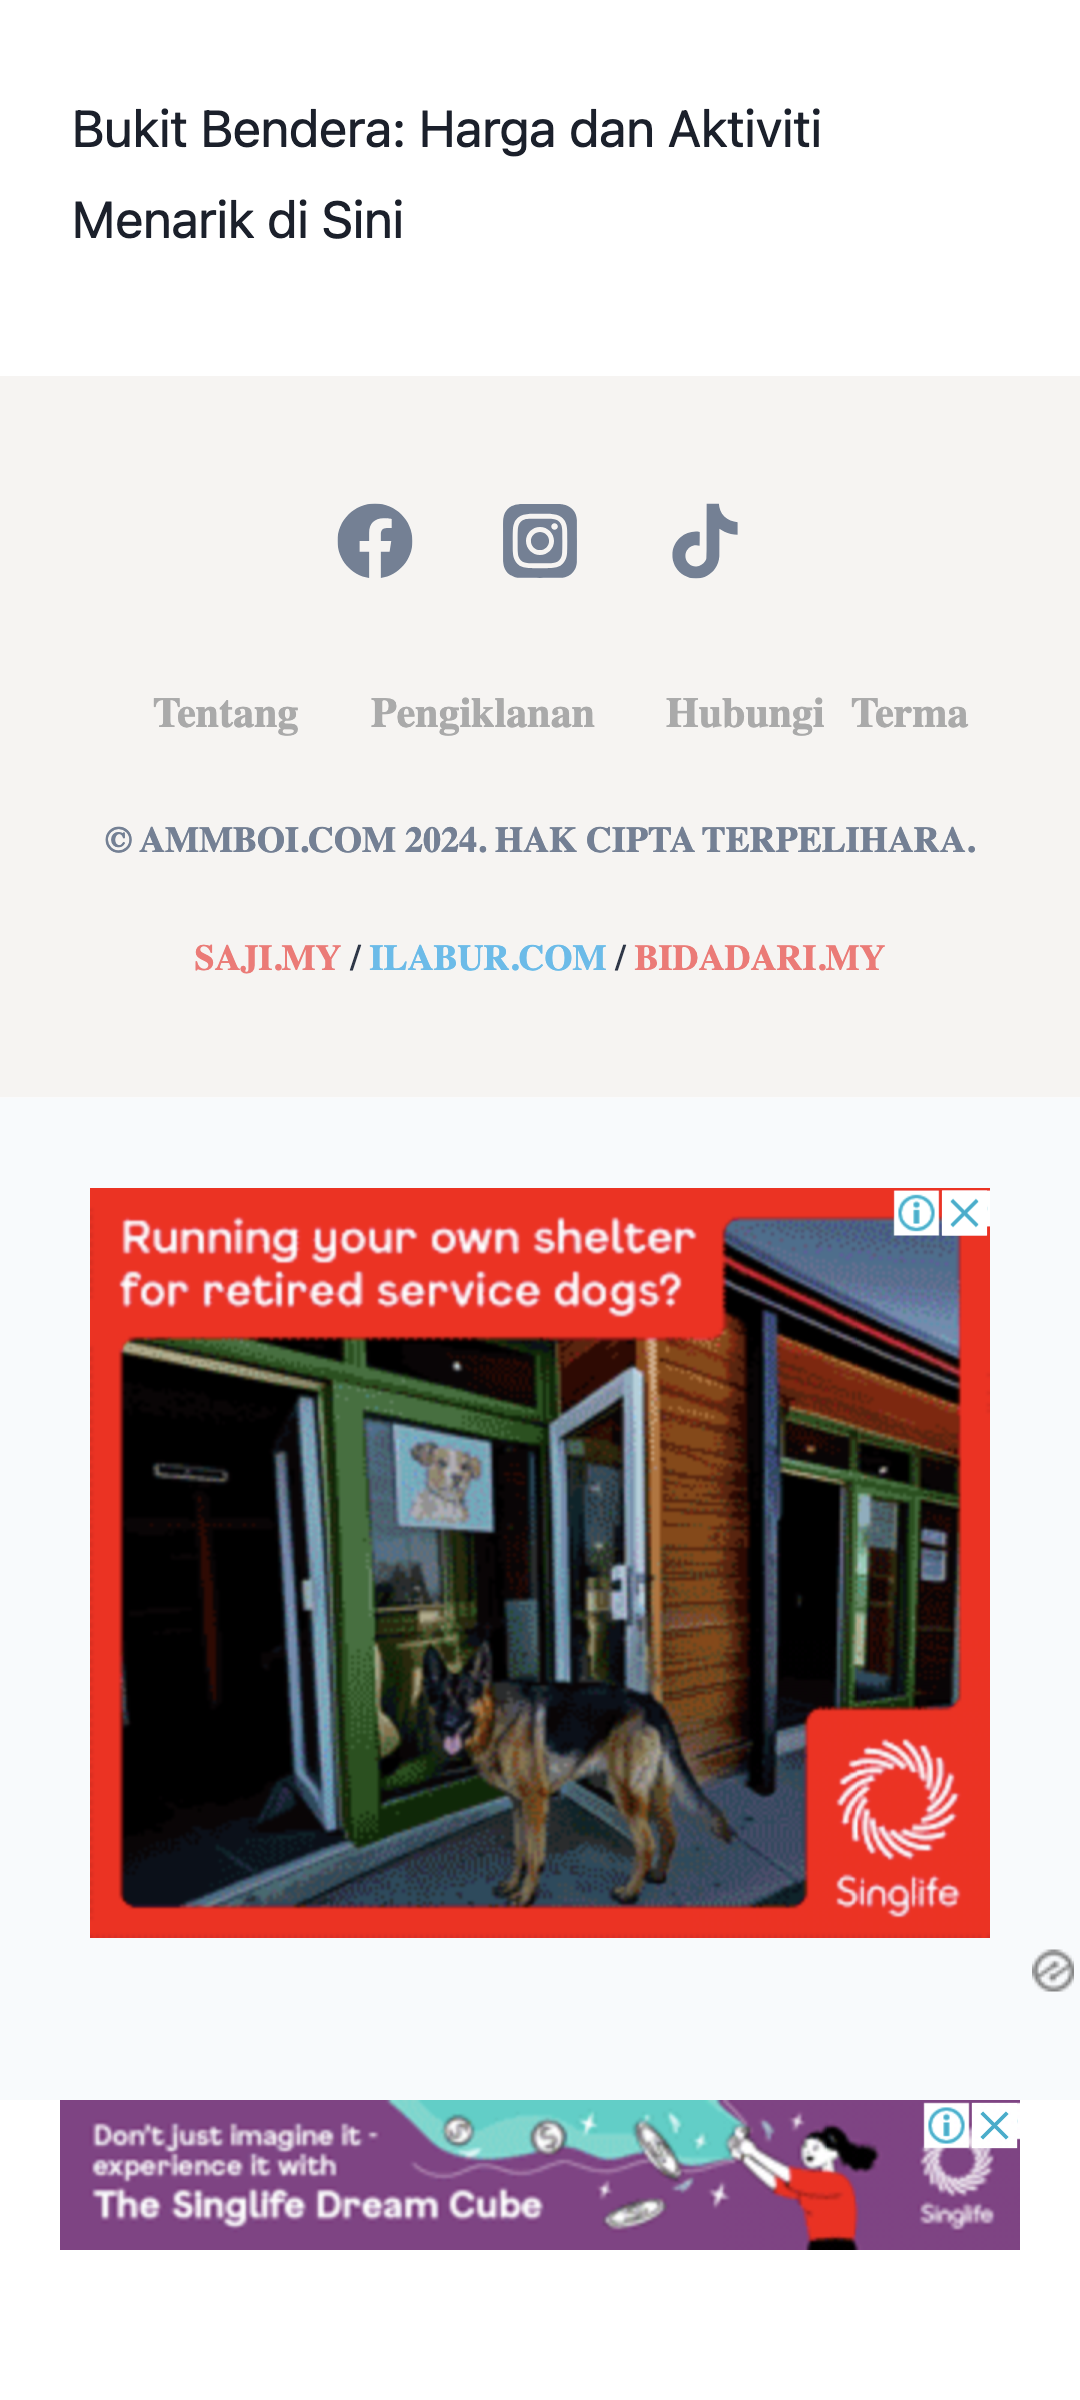 Bukit Bendera: Harga dan Aktiviti
Menarik di Sini
Tentang Pengiklanan Hubungi Terma
© AMMBOI.COM 2024. HAK CIPTA TERPELIHARA.
SAJI.MY / ILABUR.COM / BIDADARI.MY
Running your own shelter
for retired service dogs?
Singlife
Don't just imagine it -
experience it with
The Singlife Dream Cube
Singlife